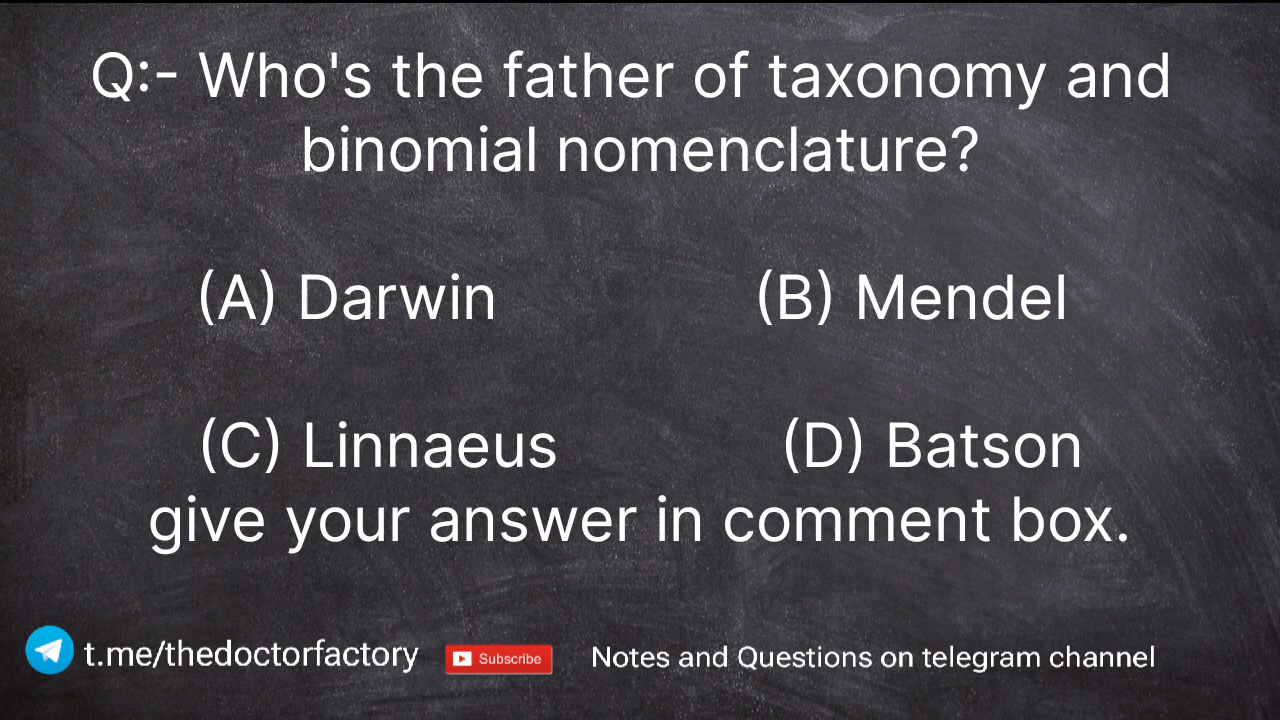 Q:- Who's the father of taxonomy and
binomial nomenclature?
(A) Darwin (B) Mendel
(C) Linnaeus (D) Batson
give your answer in comment box.
t.me/thedoctorfactory Subscribe Notes and Questions on telegram channel